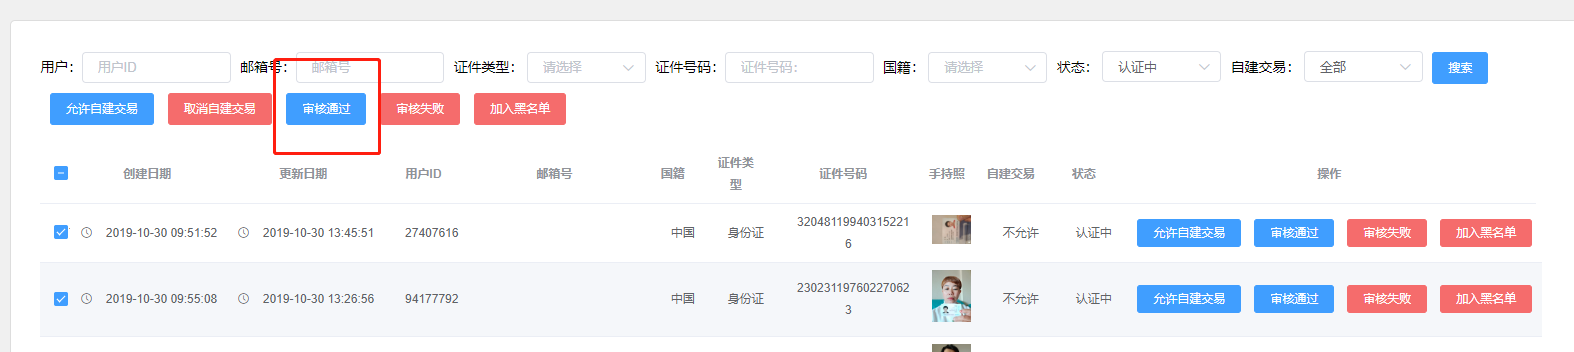 用户： 用户ID 邮箱号： 邮箱号 证件类型： 请选择 证件号码： 证件号码： 国籍： 请选择 状态： 认证中 自建交易： 全部 搜索
允许自建交易 取消自建交易 审核通过 审核失败 加入黑名单
创建日期 更新日期 用户ID 邮箱号 国籍 证件类型 证件号码 手持照 自建交易 状态 操作
2019-10-30 09:51:52 2019-10-30 13:45:51 27407616 中国 身份证 320481199403152216 不允许 认证中 允许自建交易 审核通过 审核失败 加入黑名单
2019-10-30 09:55:08 2019-10-30 13:26:56 94177792 中国 身份证 230231197602270623 不允许 认证中 允许自建交易 审核通过 审核失败 加入黑名单